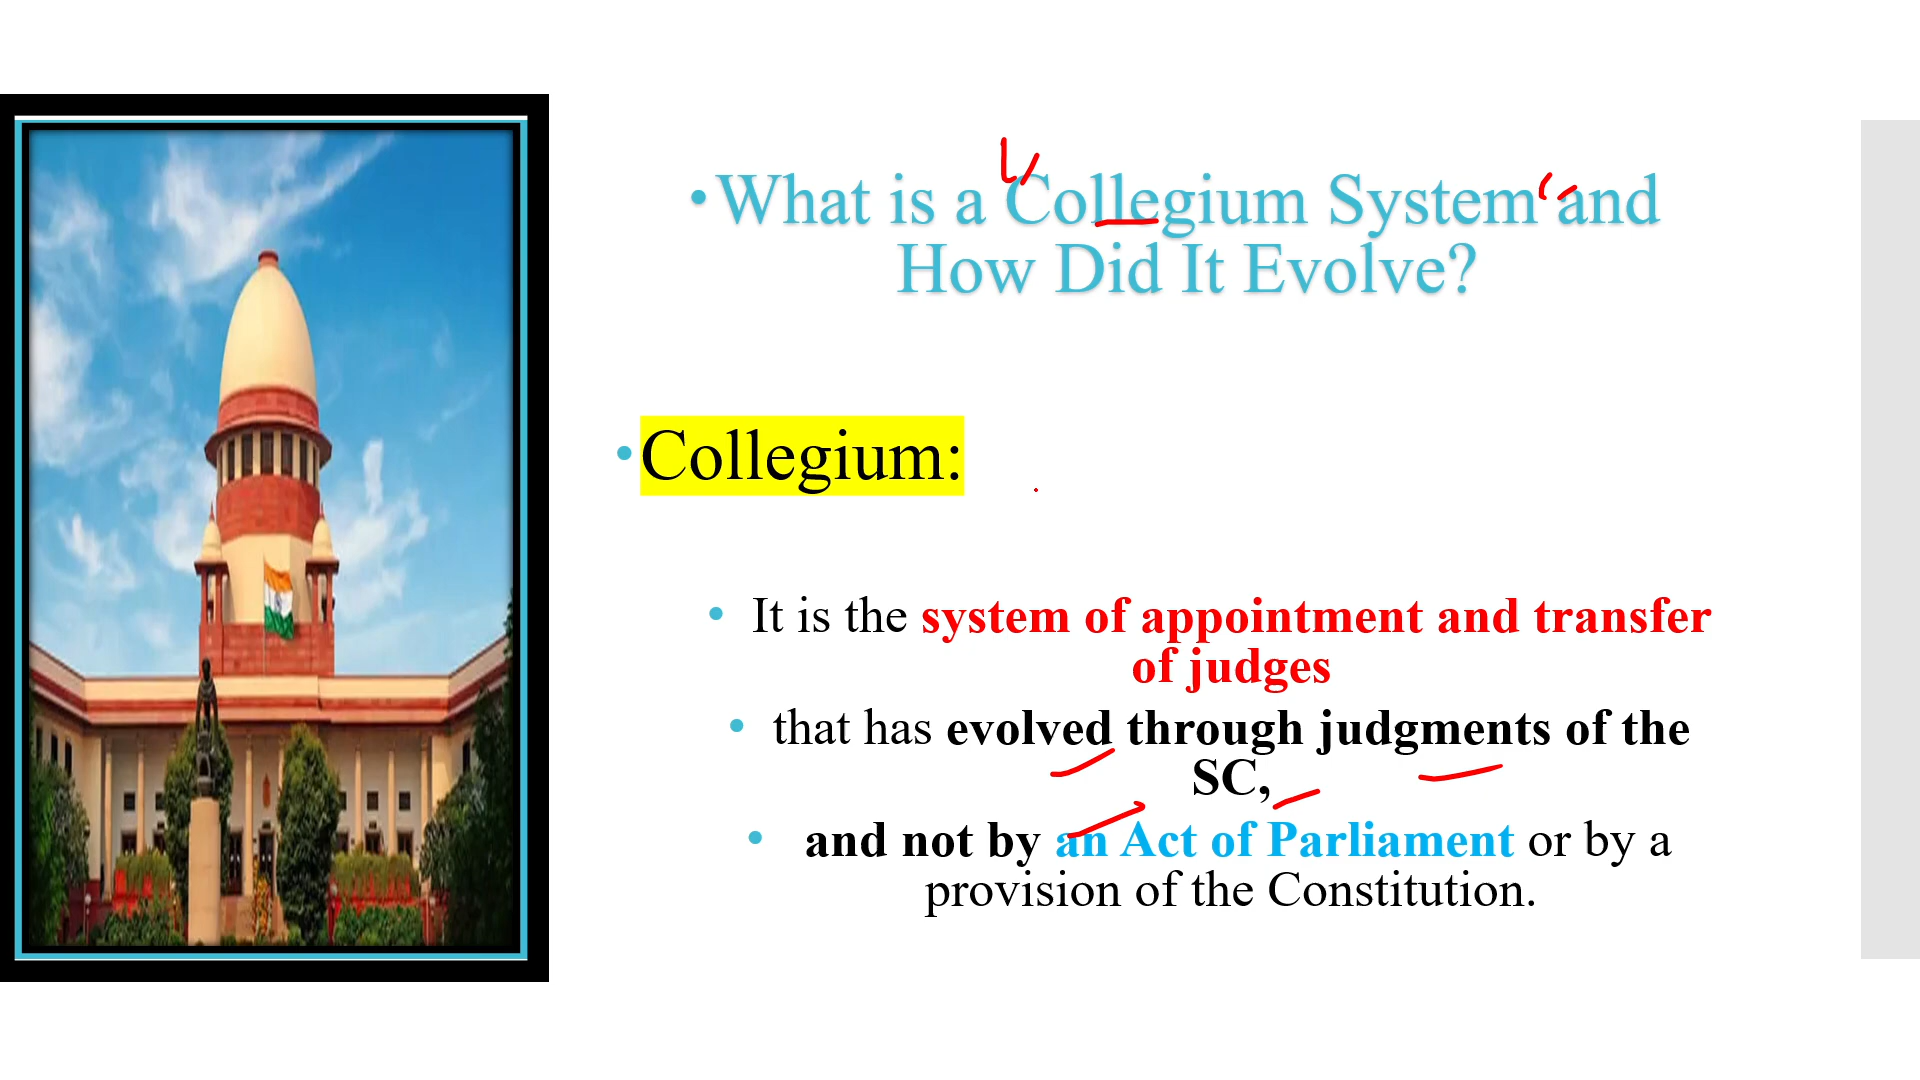 • What is a Collegium System and
How Did It Evolve?
• Collegium:
• It is the system of appointment and transfer
of judges
• that has evolved through judgments of the
SC,
• and not by an Act of Parliament or by a
provision of the Constitution.